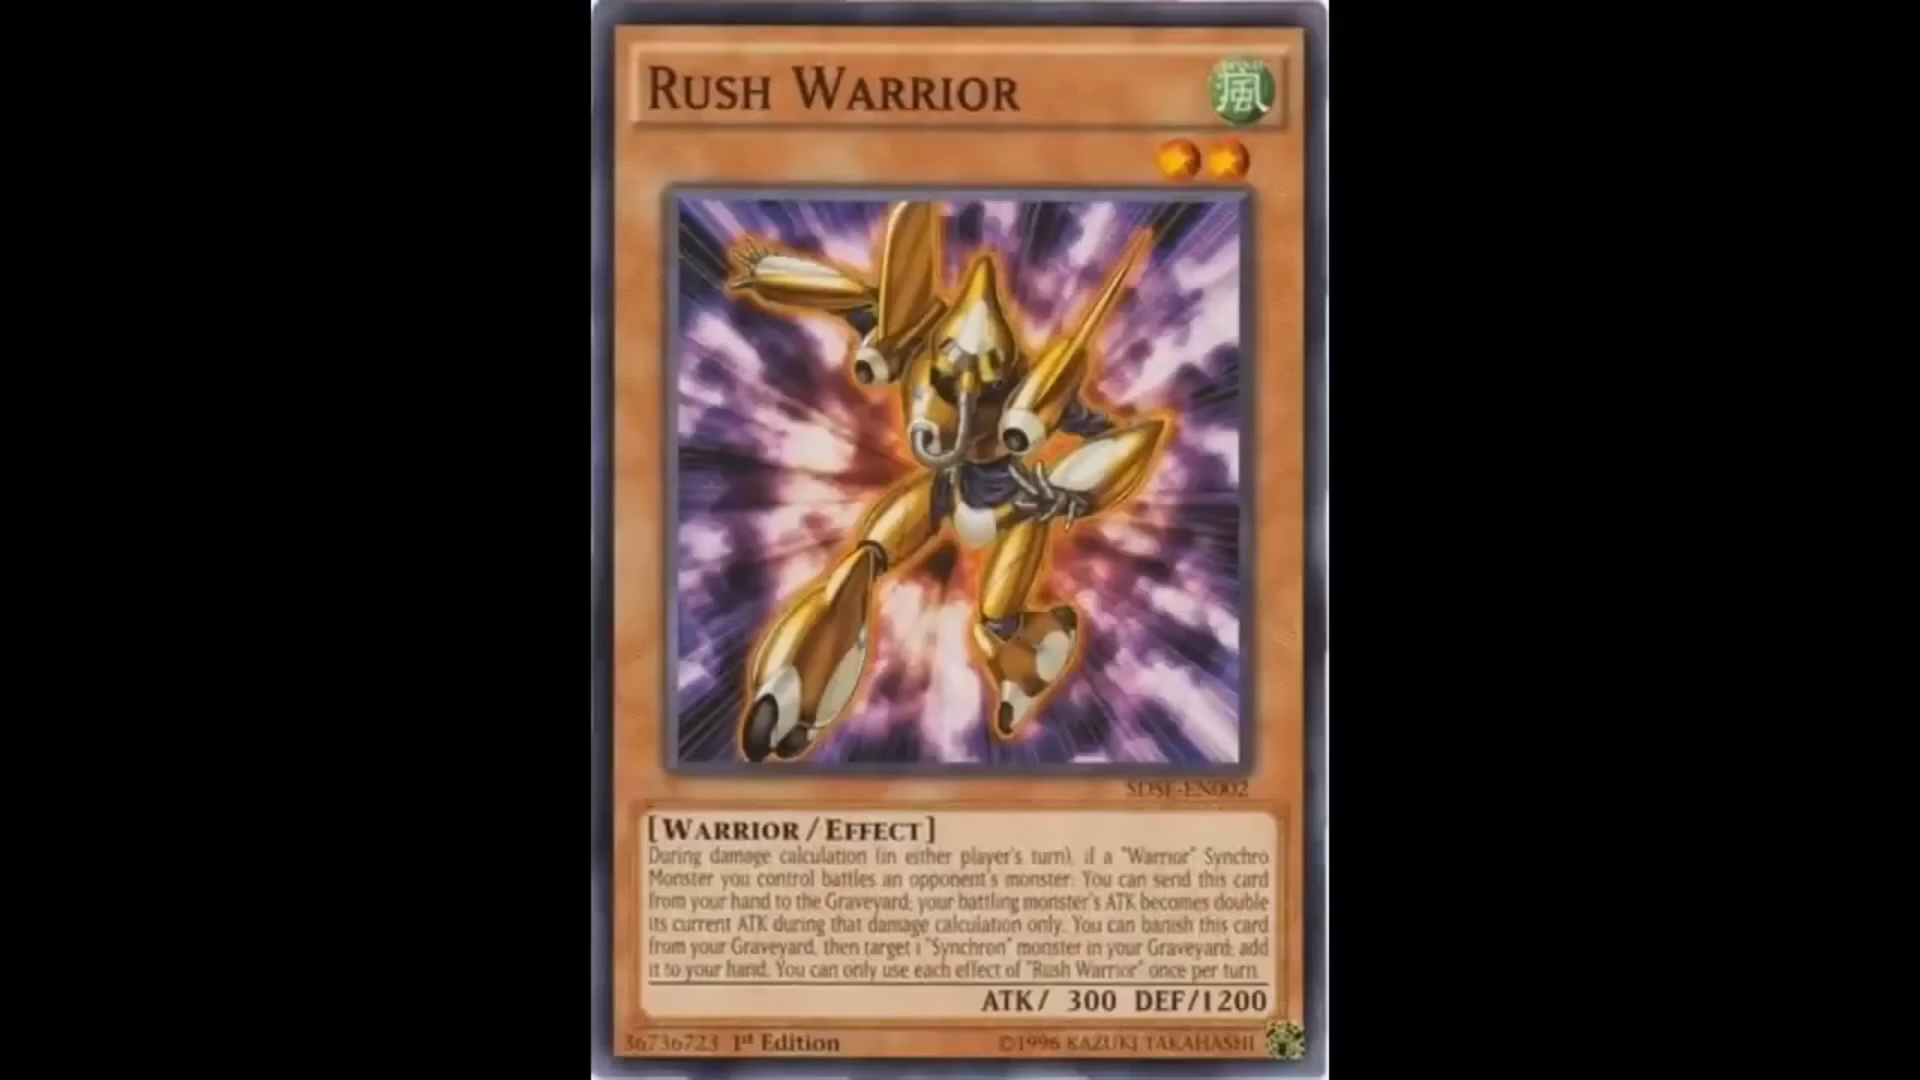 RUSH WARRIOR
WIND
風
SDSE-EN002
[WARRIOR/EFFECT]
During damage calculation (in either player's turn), if a "Warrior" Synchro
Monster you control battles an opponent's monster: You can send this card
from your hand to the Graveyard; your battling monster's ATK becomes double
its current ATK during that damage calculation only. You can banish this card
from your Graveyard, then target 1 "Synchron" monster in your Graveyard; add
it to your hand. You can only use each effect of "Rush Warrior" once per turn.
ATK/ 300 DEF/1200
36736723 1st Edition ©1996 KAZUKI TAKAHASHI